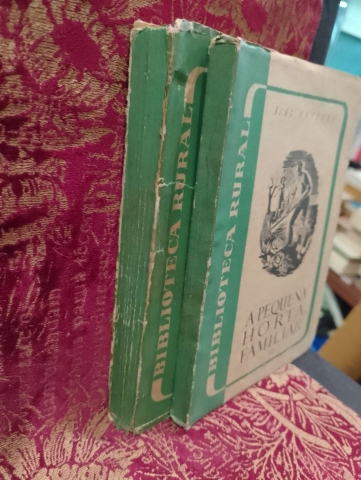 BIBLIOTECA RURAL
BIBLIOTECA RURAL
A PEQUENA
HORTA
FAMILIAR